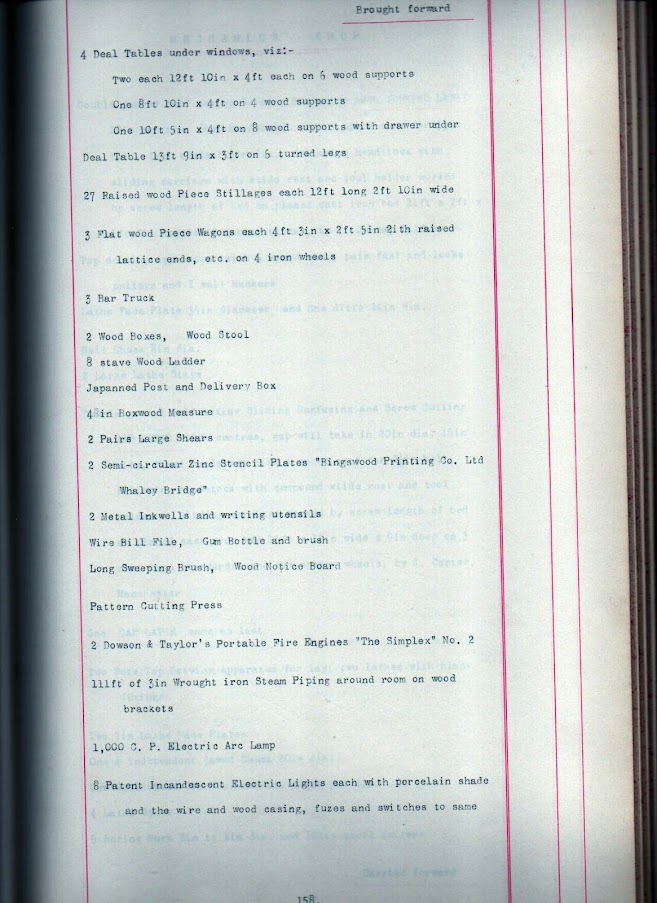 Brought forward
4 Deal Tables under windows, viz:-
Two each 12ft 10in x 4ft each on 6 wood supports
One 8ft 10in x 4ft on 4 wood supports
One 10ft 5in x 4ft on 8 wood supports with drawer under
Deal Table 13ft 9in x 3ft on 6 turned legs
27 Raised wood Piece Stillages each 12ft long 2ft 10in wide
3 Flat wood Piece Wagons each 4ft 3in x 2ft 5in 2ith raised
lattice ends, etc. on 4 iron wheels
3 Bar Truck
2 Wood Boxes, Wood Stool
8 stave Wood Ladder
Japanned Post and Delivery Box
4 in Boxwood Measure
2 Pairs Large Shears
2 Semi-circular Zinc Stencil Plates "Bingswood Printing Co. Ltd
Whaley Bridge"
2 Metal Inkwells and writing utensils
Wire Bill File, Gum Bottle and brush
Long Sweeping Brush, Wood Notice Board
Pattern Cutting Press
2 Dowson & Taylor's Portable Fire Engines "The Simplex" No. 2
111ft of 3in Wrought iron Steam Piping around room on wood
brackets
1,000 C. P. Electric Arc Lamp
8 Patent Incandescent Electric Lights each with porcelain shade
and the wire and wood casing, fuzes and switches to same
158.